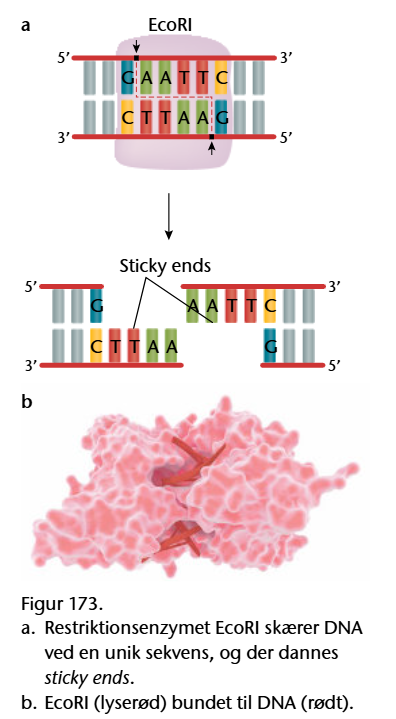 a
EcoRI
5’ 3’
G A A T T C
C T T A A G
3’ 5’
Sticky ends
5’ 3’
G A A T T C
C T T A A G
3’ 5’
b
Figur 173.
a. Restriktionsenzymet EcoRI skærer DNA
ved en unik sekvens, og der dannes
sticky ends.
b. EcoRI (lyserød) bundet til DNA (rødt).